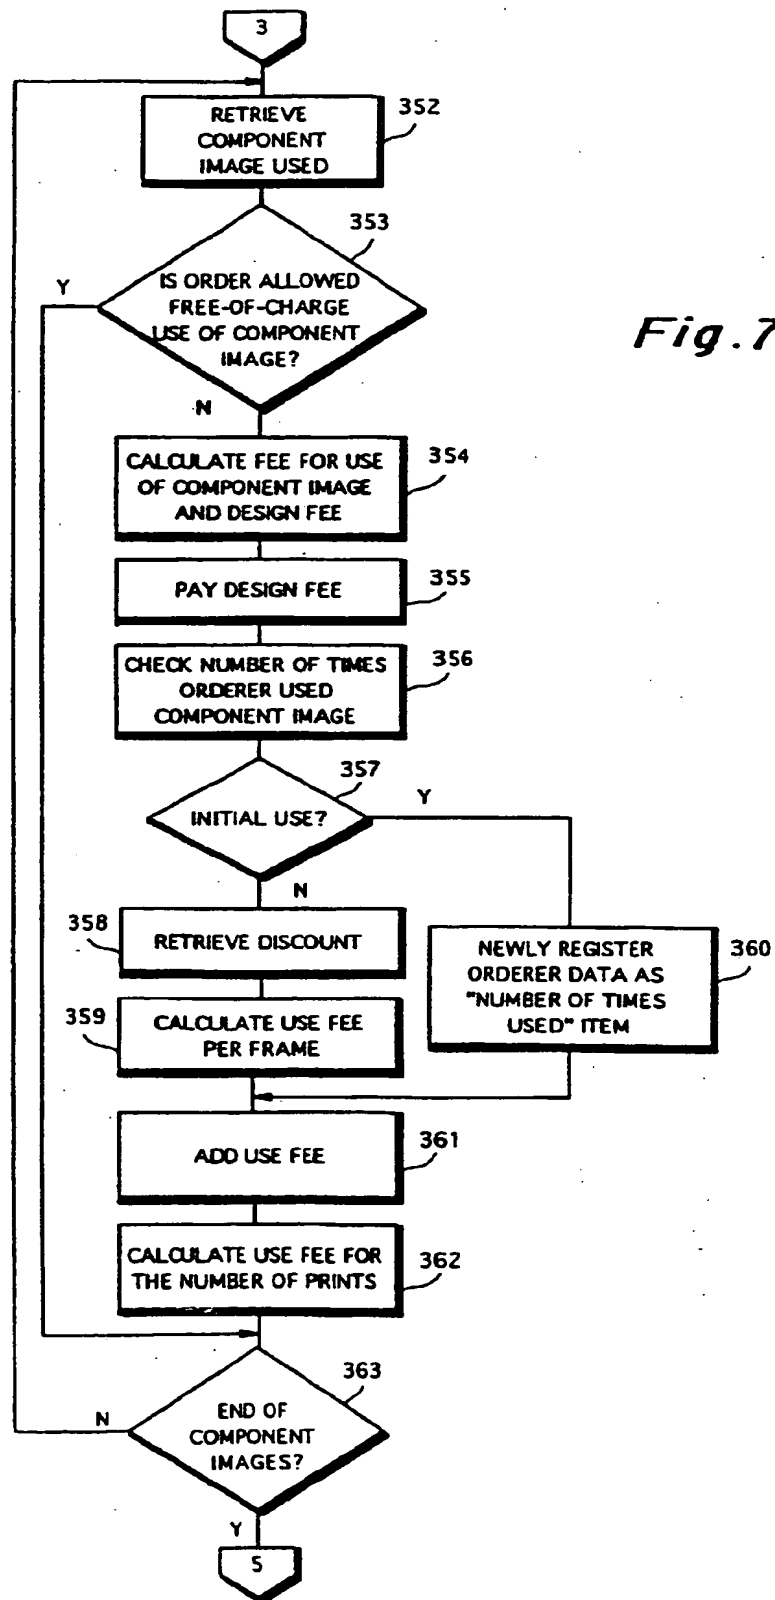 3
RETRIEVE
COMPONENT
IMAGE USED
352
353
Y
IS ORDER ALLOWED
FREE-OF-CHARGE
USE OF COMPONENT
IMAGE?
Fig.7
N
CALCULATE FEE FOR USE
OF COMPONENT IMAGE
AND DESIGN FEE
354
PAY DESIGN FEE
355
CHECK NUMBER OF TIMES
ORDERER USED
COMPONENT IMAGE
356
357
INITIAL USE?
Y
N
358
RETRIEVE DISCOUNT
NEWLY REGISTER
ORDERER DATA AS
"NUMBER OF TIMES
USED" ITEM
360
359
CALCULATE USE FEE
PER FRAME
ADD USE FEE
361
CALCULATE USE FEE FOR
THE NUMBER OF PRINTS
362
363
N
END OF
COMPONENT
IMAGES?
Y
5